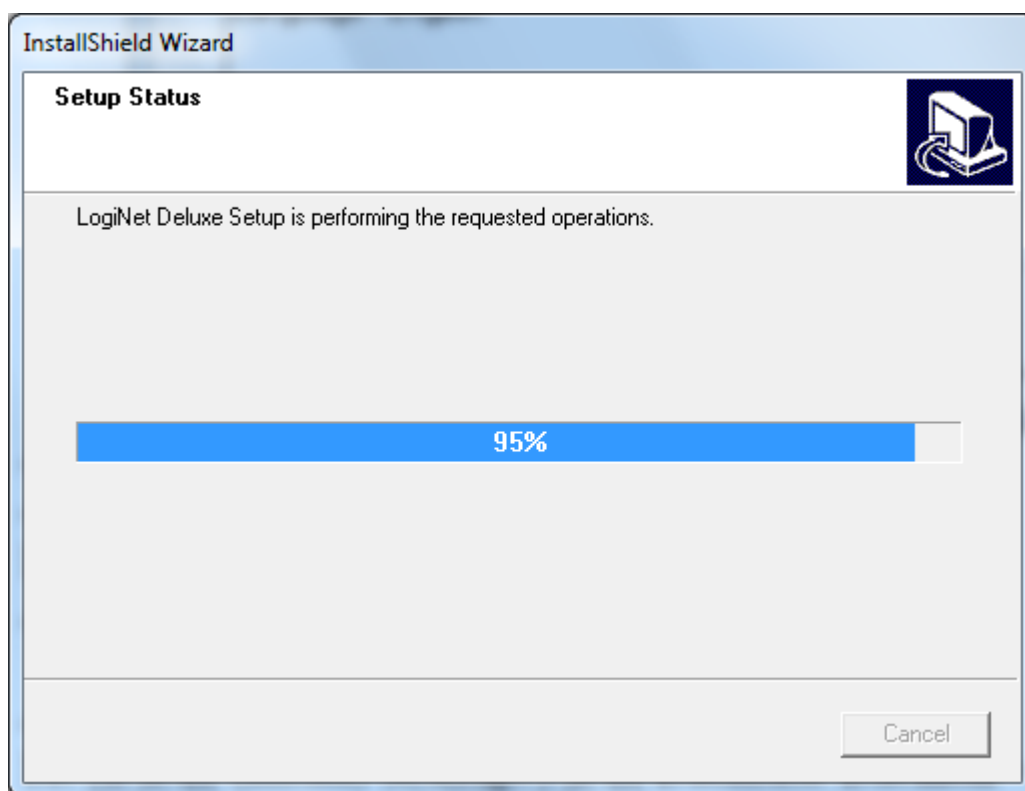 InstallShield Wizard
Setup Status
LogiNet Deluxe Setup is performing the requested operations.
95%
Cancel